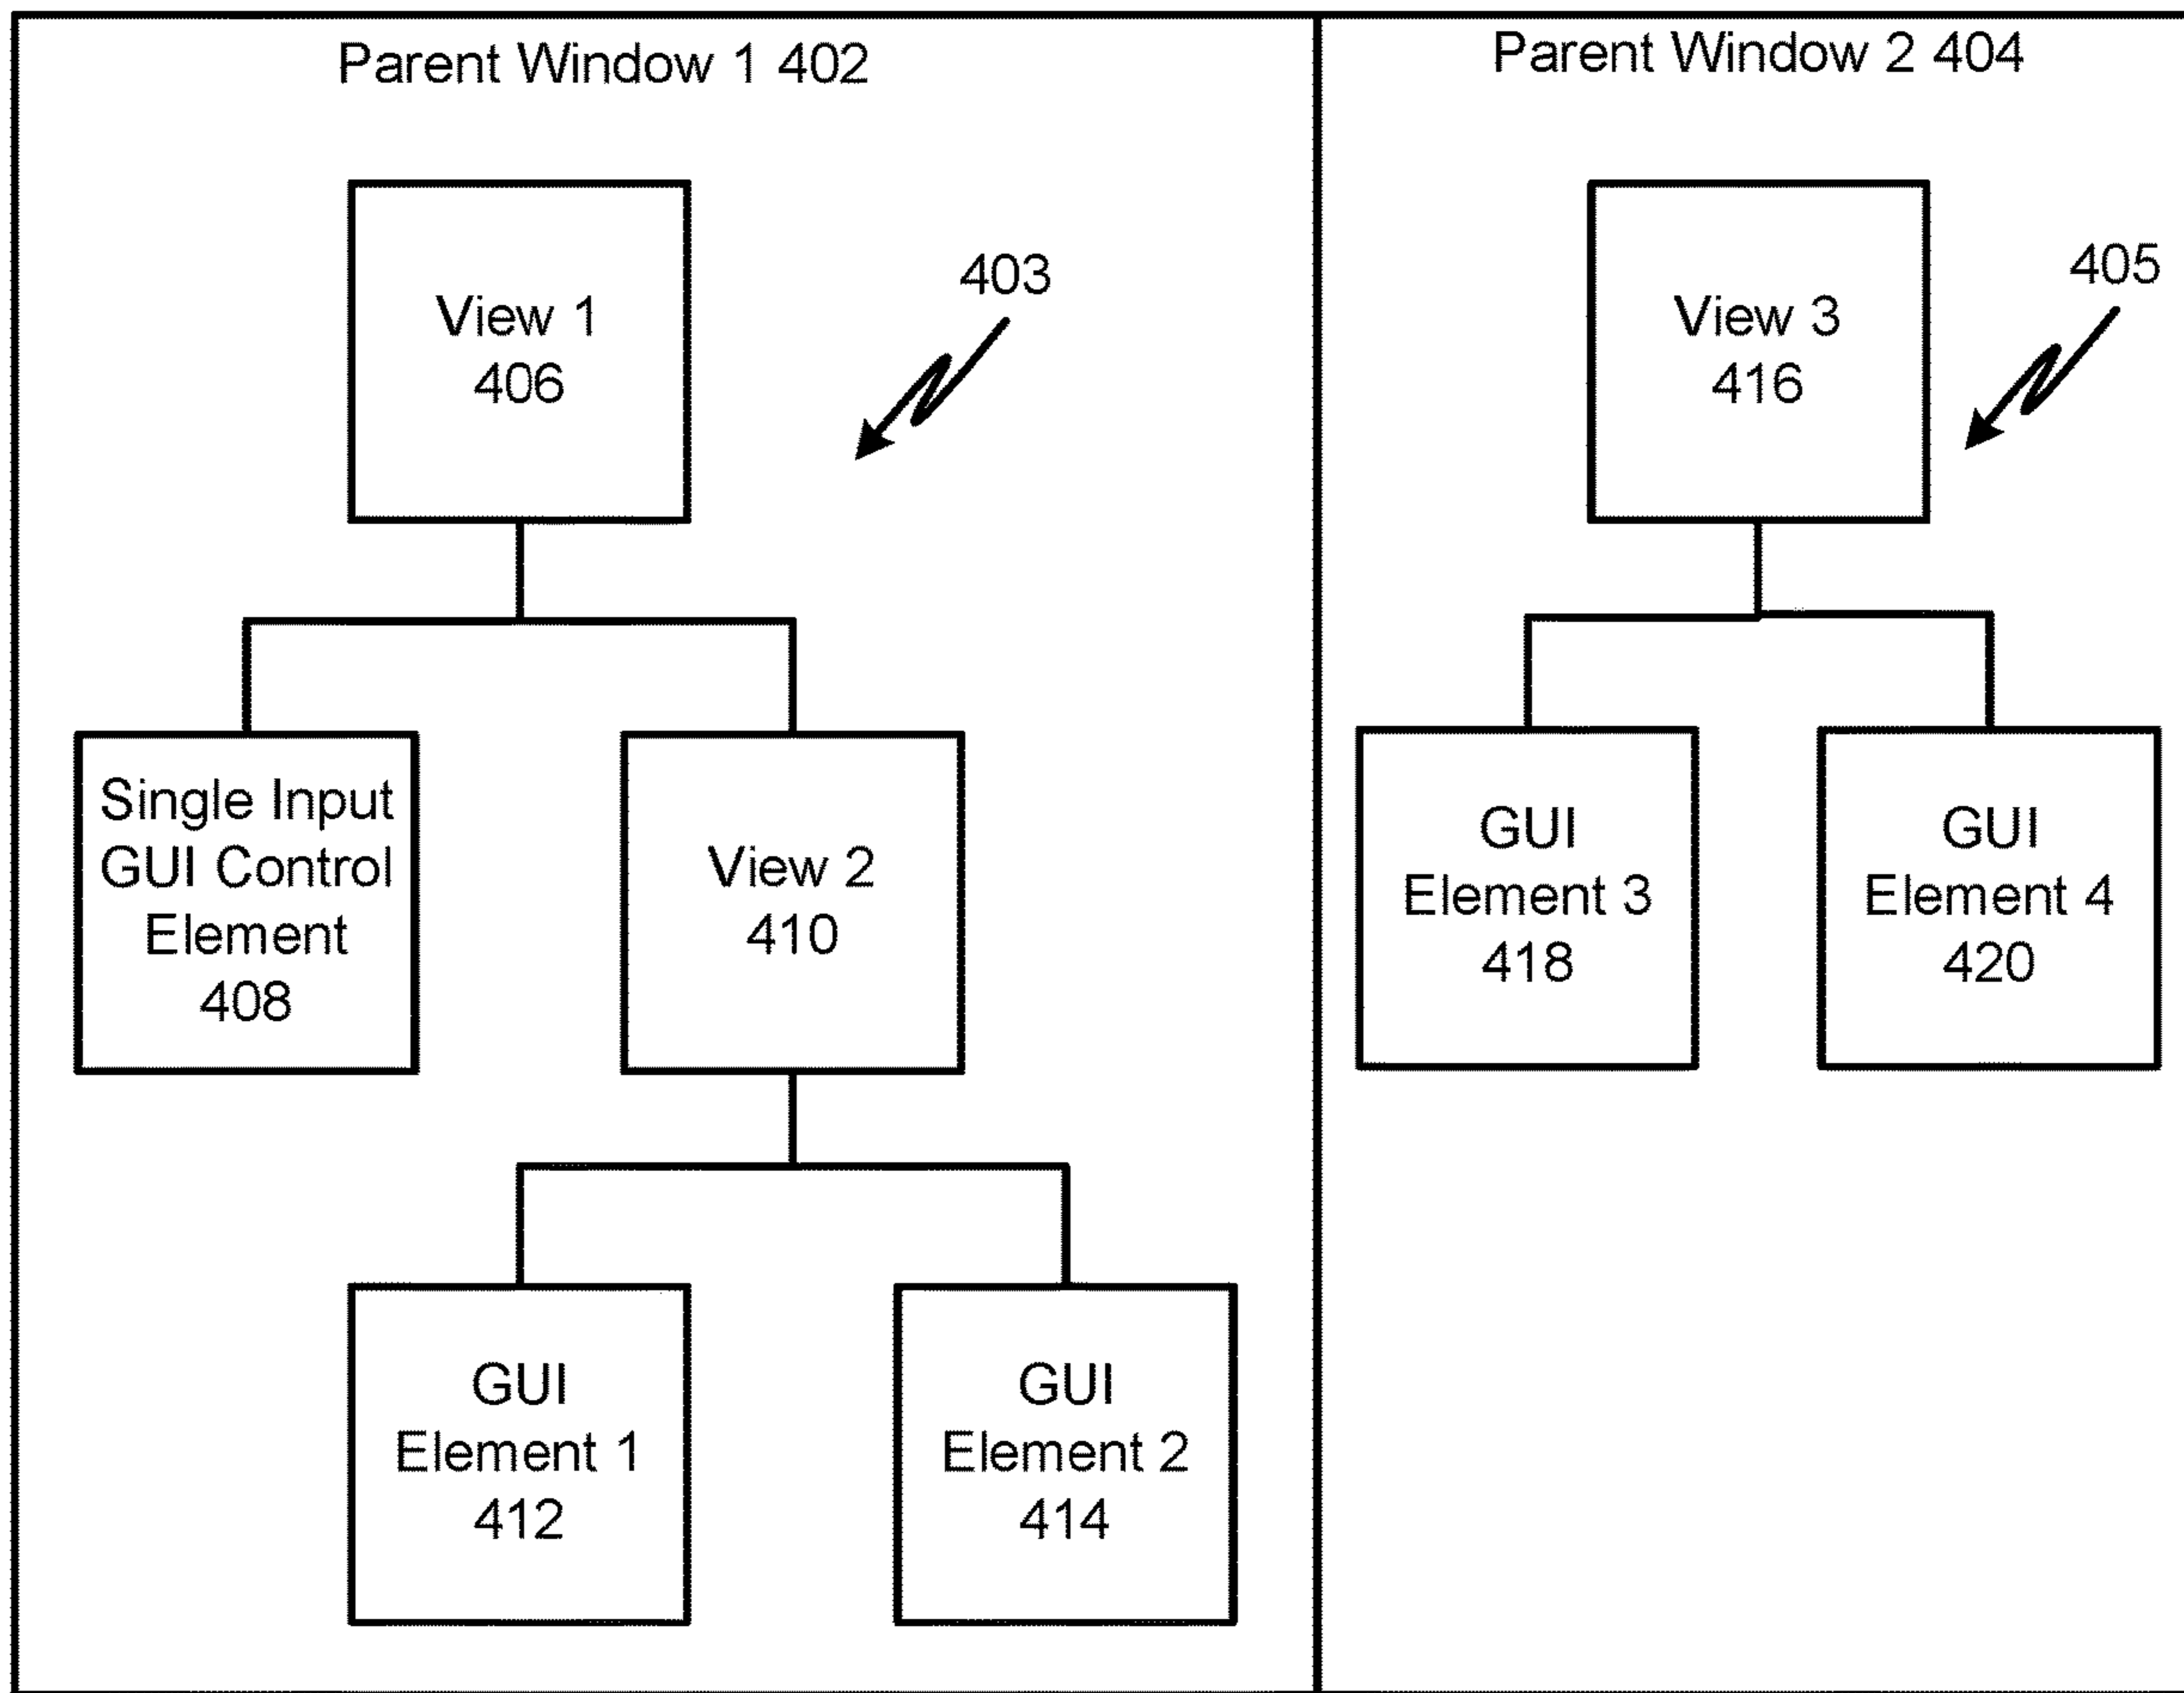 Parent Window 1 402
View 1
406
403
Single Input
GUI Control
Element
408
View 2
410
GUI
Element 1
412
GUI
Element 2
414
Parent Window 2 404
View 3
416
405
GUI
Element 3
418
GUI
Element 4
420